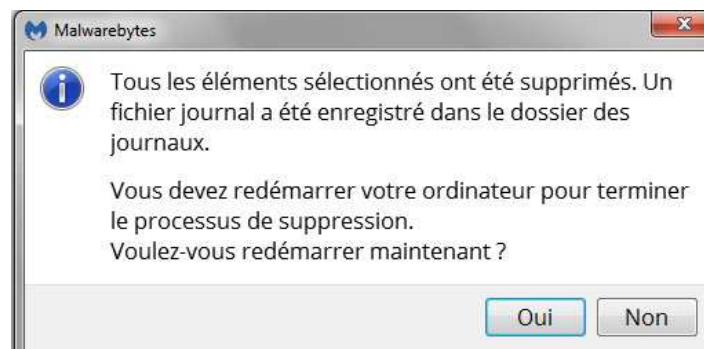 Malwarebytes
Tous les éléments sélectionnés ont été supprimés. Un
fichier journal a été enregistré dans le dossier des
journaux.
Vous devez redémarrer votre ordinateur pour terminer
le processus de suppression.
Voulez-vous redémarrer maintenant ?
Oui
Non